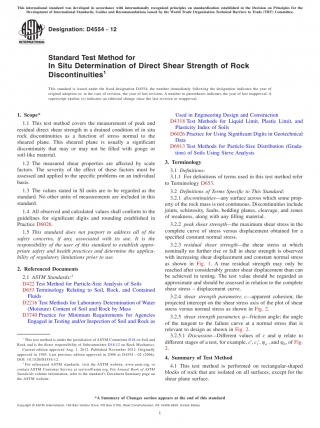 This international standard was developed in accordance with internationally recognized principles on standardization established in the Decision on Principles for the
Development of International Standards, Guides and Recommendations issued by the World Trade Organization Technical Barriers to Trade (TBT) Committee.
Designation: D4554 − 12
INTERNATIONAL
Standard Test Method for
In Situ Determination of Direct Shear Strength of Rock
Discontinuities1
This standard is issued under the fixed designation D4554; the number immediately following the designation indicates the year of
original adoption or, in the case of revision, the year of last revision. A number in parentheses indicates the year of last reapproval. A
superscript epsilon (ε) indicates an editorial change since the last revision or reapproval.
1. Scope*
1.1 This test method covers the measurement of peak and
residual direct shear strength in a drained condition of in situ
rock discontinuities as a function of stress normal to the
sheared plane. This sheared plane is usually a significant
discontinuity that may or may not be filled with gouge or
soil-like material.
1.2 The measured shear properties are affected by scale
factors. The severity of the effect of these factors must be
assessed and applied to the specific problems on an individual
basis.
1.3 The values stated in SI units are to be regarded as the
standard. No other units of measurement are included in this
standard.
1.4 All observed and calculated values shall conform to the
guidelines for significant digits and rounding established in
Practice D6026.
1.5 This standard does not purport to address all of the
safety concerns, if any, associated with its use. It is the
responsibility of the user of this standard to establish appro-
priate safety and health practices and determine the applica-
bility of regulatory limitations prior to use.
2. Referenced Documents
2.1 ASTM Standards:2
D422 Test Method for Particle-Size Analysis of Soils
D653 Terminology Relating to Soil, Rock, and Contained
Fluids
D2216 Test Methods for Laboratory Determination of Water
(Moisture) Content of Soil and Rock by Mass
D3740 Practice for Minimum Requirements for Agencies
Engaged in Testing and/or Inspection of Soil and Rock as
1 This test method is under the jurisdiction of ASTM Committee D18 on Soil and
Rock and is the direct responsibility of Subcommittee D18.12 on Rock Mechanics.
Current edition approved
approved in 1985. Last previous edition approved in 2006 as
2 For referenced ASTM standards, visit the ASTM website, www.astm.org, or
contact ASTM Customer Service at service@astm.org. For Annual Book of ASTM
Standards volume information, refer to the standard's Document Summary page on
the ASTM website.
Used in Engineering Design and Construction
D4318 Test Methods for Liquid Limit, Plastic Limit, and
Plasticity Index of Soils
D6026 Practice for Using Significant Digits in Geotechnical
Data
D6913 Test Methods for Particle-Size Distribution (Grada-
tion) of Soils Using Sieve Analysis
3. Terminology
3.1 Definitions:
3.1.1 For definitions of terms used in this test method refer
to Terminology D653.
3.2 Definitions of Terms Specific to This Standard:
3.2.1 discontinuities—any surface across which some prop-
erty of the rock mass is not continuous. Discontinuities include
joints, schistosity, faults, bedding planes, cleavage, and zones
of weakness, along with any filling material.
3.2.2 peak shear strength—the maximum shear stress in the
complete curve of stress versus displacement obtained for a
specified constant normal stress.
3.2.3 residual shear strength—the shear stress at which
nominally no further rise or fall in shear strength is observed
with increasing shear displacement and constant normal stress
as shown in Fig. 1. A true residual strength may only be
reached after considerably greater shear displacement than can
be achieved in testing. The test value should be regarded as
approximate and should be assessed in relation to the complete
shear stress – displacement curve.
3.2.4 shear strength parameter, c—apparent cohesion; the
projected intercept on the shear stress axis of the plot of shear
stress versus normal stress as shown in Fig. 2.
3.2.5 shear strength parameter, φ—friction angle; the angle
of the tangent to the failure curve at a normal stress that is
relevant to design as shown in Fig. 2.
3.2.5.1 Discussion—Different values of c and φ relate to
different stages of a test, for example,
2.
4. Summary of Test Method
4.1 This test method is performed on rectangular-shaped
blocks of rock that are isolated on all surfaces, except for the
shear plane surface.
*A Summary of Changes section appears at the end of this standard
Copyright © ASTM International, 100 Barr Harbor Drive, PO Box C700, West Conshohocken, PA 19428-2959. United States
1